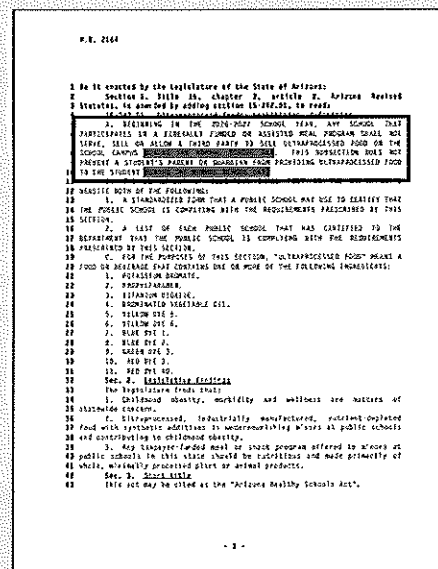 H.B. 2164
1 Be it enacted by the Legislature of the State of Arizona:
2 Section 1. Title 15, chapter 2, article 2, Arizona Revised
3 Statutes, is amended by adding section 15-242.01, to read:
A. BEGINNING IN THE 2026-2027 SCHOOL YEAR, ANY SCHOOL THAT
PARTICIPATES IN A FEDERALLY FUNDED OR ASSISTED MEAL PROGRAM SHALL NOT
SERVE, SELL OR ALLOW A THIRD PARTY TO SELL ULTRAPROCESSED FOOD ON THE
SCHOOL CAMPUS THIS SECTION DOES NOT
PREVENT A STUDENT'S PARENT OR GUARDIAN FROM PROVIDING ULTRAPROCESSED FOOD
TO THE STUDENT
WEBSITE BOTH OF THE FOLLOWING:
1. A STANDARDIZED FORM THAT A PUBLIC SCHOOL MAY USE TO CERTIFY THAT
THE PUBLIC SCHOOL IS COMPLYING WITH THE REQUIREMENTS PRESCRIBED BY THIS
SECTION.
2. A LIST OF EACH PUBLIC SCHOOL THAT HAS CERTIFIED TO THE
DEPARTMENT THAT THE PUBLIC SCHOOL IS COMPLYING WITH THE REQUIREMENTS
PRESCRIBED BY THIS SECTION.
C. FOR THE PURPOSES OF THIS SECTION, "ULTRAPROCESSED FOOD" MEANS A
FOOD OR BEVERAGE THAT CONTAINS ONE OR MORE OF THE FOLLOWING INGREDIENTS:
1. POTASSIUM BROMATE.
2. PROPYLPARABEN.
3. TITANIUM DIOXIDE.
4. BROMINATED VEGETABLE OIL.
5. YELLOW DYE 5.
6. YELLOW DYE 6.
7. BLUE DYE 1.
8. BLUE DYE 2.
9. GREEN DYE 3.
10. RED DYE 3.
11. RED DYE 40.
Sec. 2. Legislative findings
The legislature finds that:
1. Childhood obesity, morbidity and wellness are matters of
statewide concern.
2. Ultraprocessed, industrially manufactured, nutrient-depleted
food with synthetic additives is undernourishing minors at public schools
and contributing to childhood obesity.
3. Any taxpayer-funded meal or snack program offered to minors at
public schools in this state should be nutritious and made primarily of
whole, minimally processed plant or animal products.
Sec. 3. Short title
This act may be cited as the "Arizona Healthy Schools Act".
- 1 -